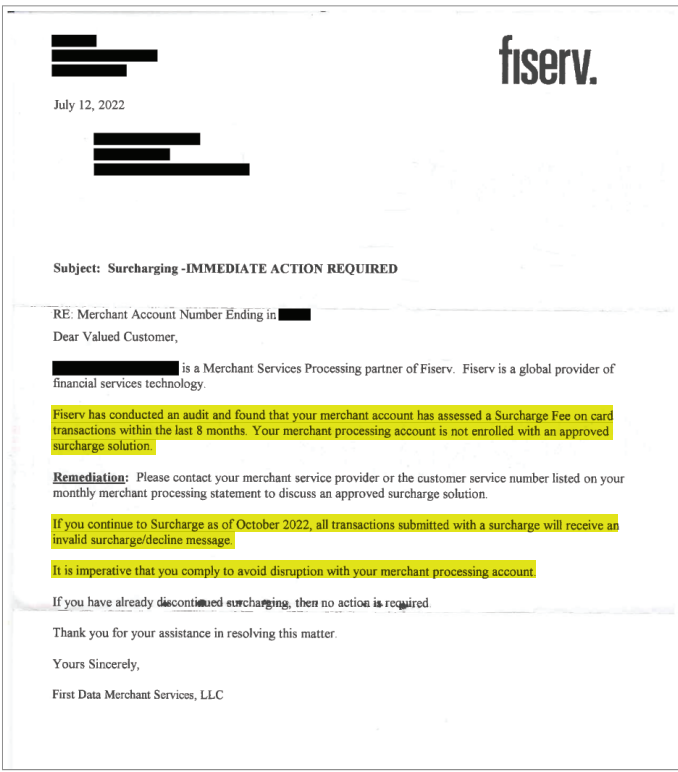 fiserv.
July 12, 2022
Subject: Surcharging -IMMEDIATE ACTION REQUIRED
RE: Merchant Account Number Ending in
Dear Valued Customer,
is a Merchant Services Processing partner of Fiserv. Fiserv is a global provider of
financial services technology.
Fiserv has conducted an audit and found that your merchant account has assessed a Surcharge Fee on card
transactions within the last 8 months. Your merchant processing account is not enrolled with an approved
surcharge solution.
Remediation: Please contact your merchant service provider or the customer service number listed on your
monthly merchant processing statement to discuss an approved surcharge solution.
If you continue to Surcharge as of October 2022, all transactions submitted with a surcharge will receive an
invalid surcharge/decline message.
It is imperative that you comply to avoid disruption with your merchant processing account.
If you have already discontinued surcharging, then no action is required.
Thank you for your assistance in resolving this matter.
Yours Sincerely,
First Data Merchant Services, LLC